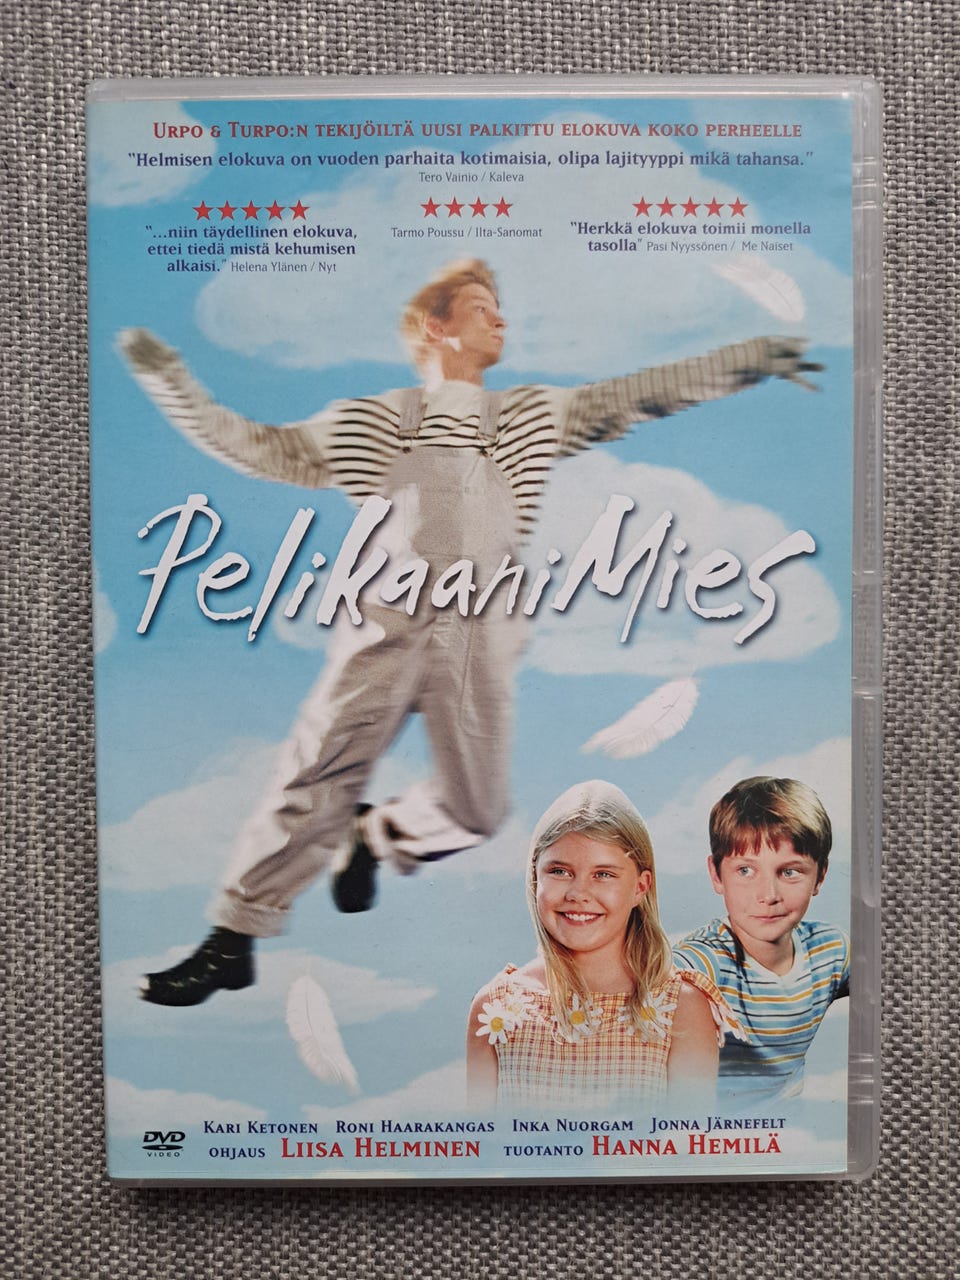 URPO & TURPO:N TEKIJÖILTÄ UUSI PALKITTU ELOKUVA KOKO PERHEELLE
"Helmisen elokuva on vuoden parhaita kotimaisia, olipa lajityyppi mikä tahansa."
Tero Vainio / Kaleva
★★★★★
"...niin täydellinen elokuva,
ettei tiedä mistä kehumisen
alkaisi." Helena Ylänen / Nyt
★★★★
Tarmo Poussu / Ilta-Sanomat
★★★★★
"Herkkä elokuva toimii monella
tasolla" Pasi Nyyssönen / Me Naiset
PelikaaniMies
DVD
VIDEO
KARI KETONEN RONI HAARAKANGAS INKA NUORGAM JONNA JÄRNEFELT
OHJAUS LIISA HELMINEN TUOTANTO HANNA HEMILÄ